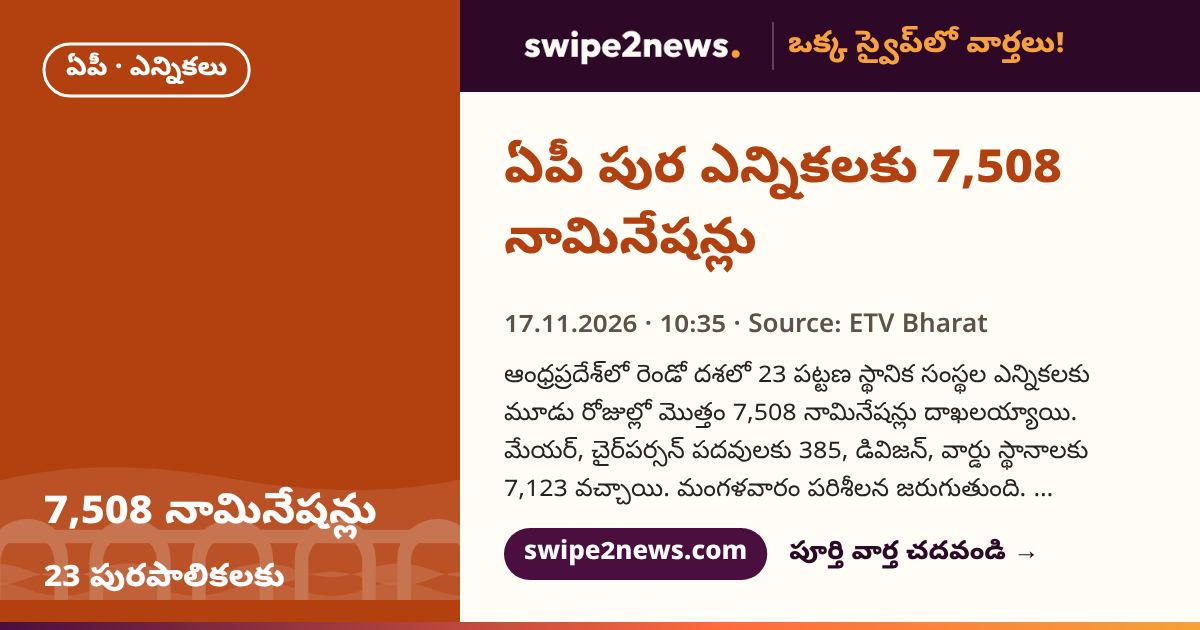 ఏపీ · ఎన్నికలు
7,508 నామినేషన్లు
23 పురపాలికలకు
swipe2news. ఒక్క స్వైప్‌లో వార్తలు!
ఏపీ పుర ఎన్నికలకు 7,508
నామినేషన్లు
17.11.2026 · 10:35 · Source: ETV Bharat
ఆంధ్రప్రదేశ్‌లో రెండో దశలో 23 పట్టణ స్థానిక సంస్థల ఎన్నికలకు
మూడు రోజుల్లో మొత్తం 7,508 నామినేషన్లు దాఖలయ్యాయి.
మేయర్, చైర్‌పర్సన్ పదవులకు 385, డివిజన్, వార్డు స్థానాలకు
7,123 వచ్చాయి. మంగళవారం పరిశీలన జరుగుతుంది. ...
swipe2news.com పూర్తి వార్త చదవండి →